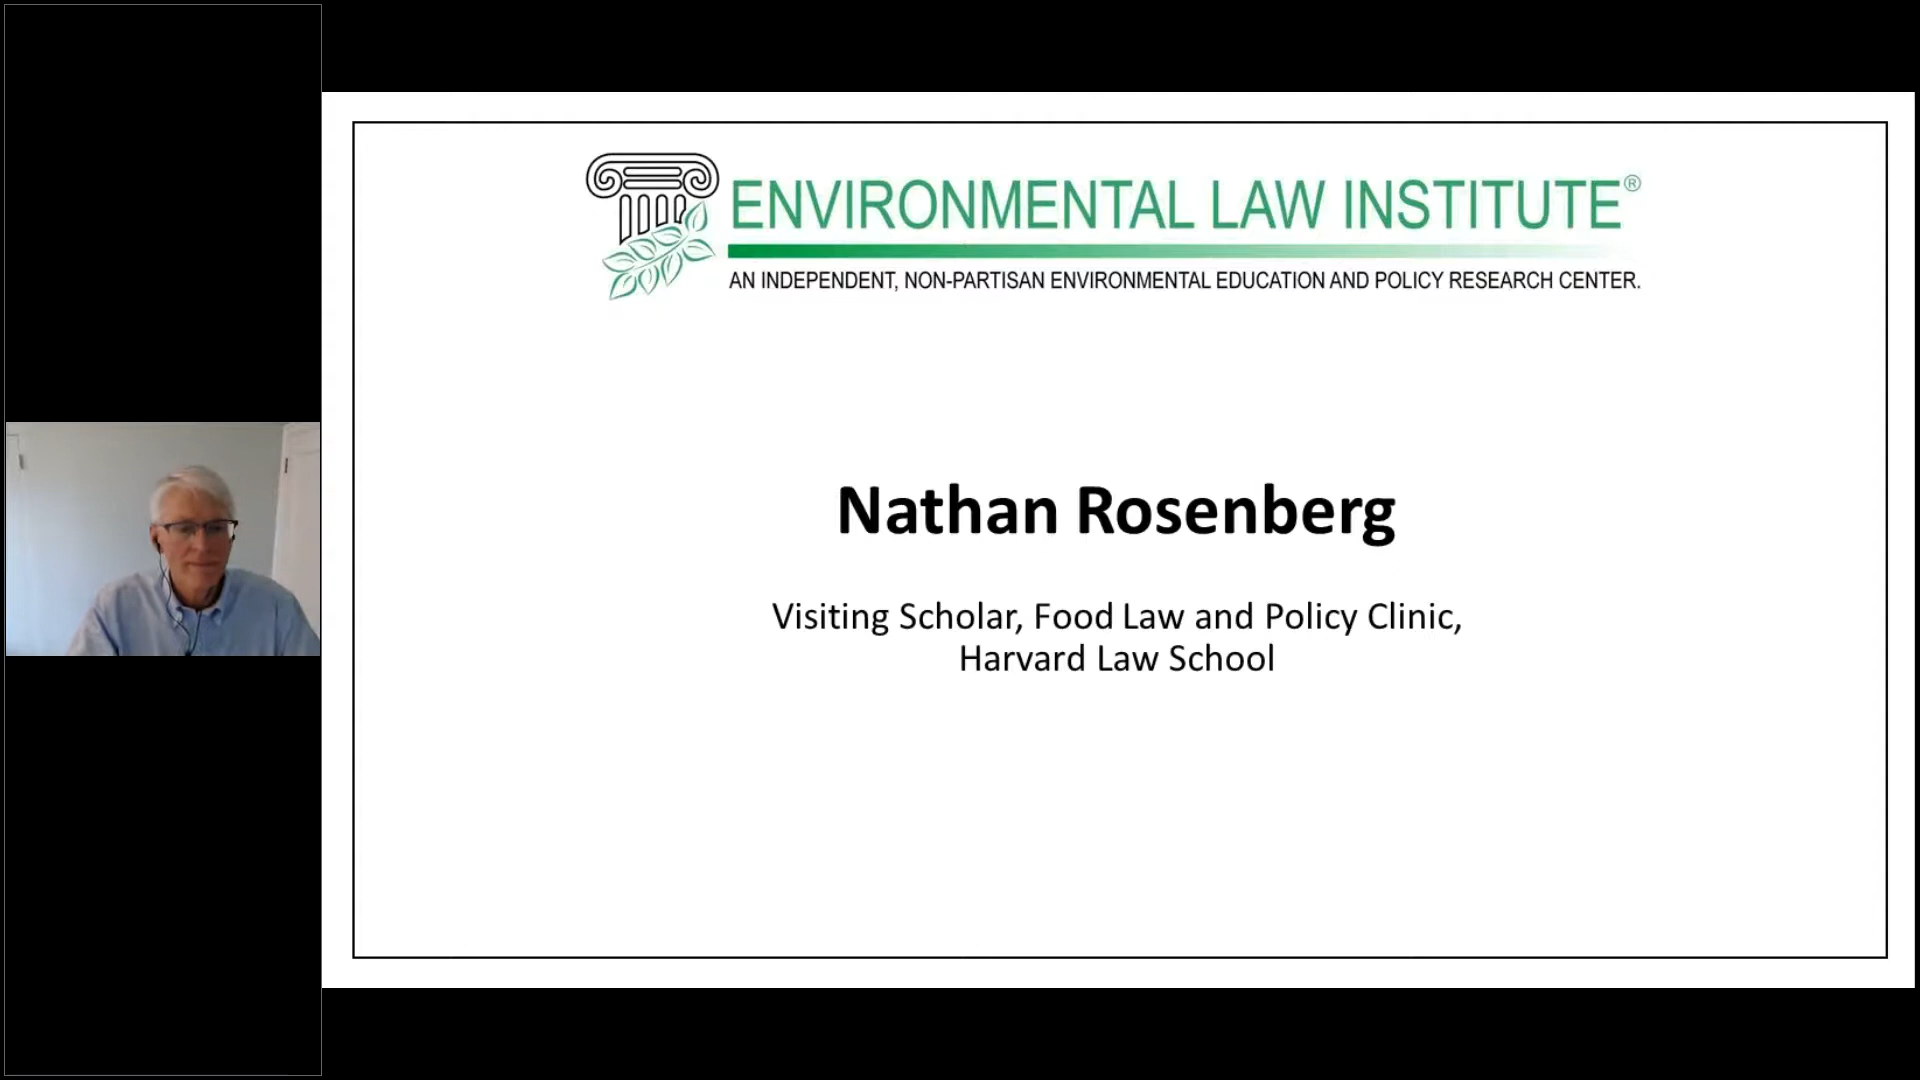 ENVIRONMENTAL LAW INSTITUTE®
AN INDEPENDENT, NON-PARTISAN ENVIRONMENTAL EDUCATION AND POLICY RESEARCH CENTER.
Nathan Rosenberg
Visiting Scholar, Food Law and Policy Clinic,
Harvard Law School